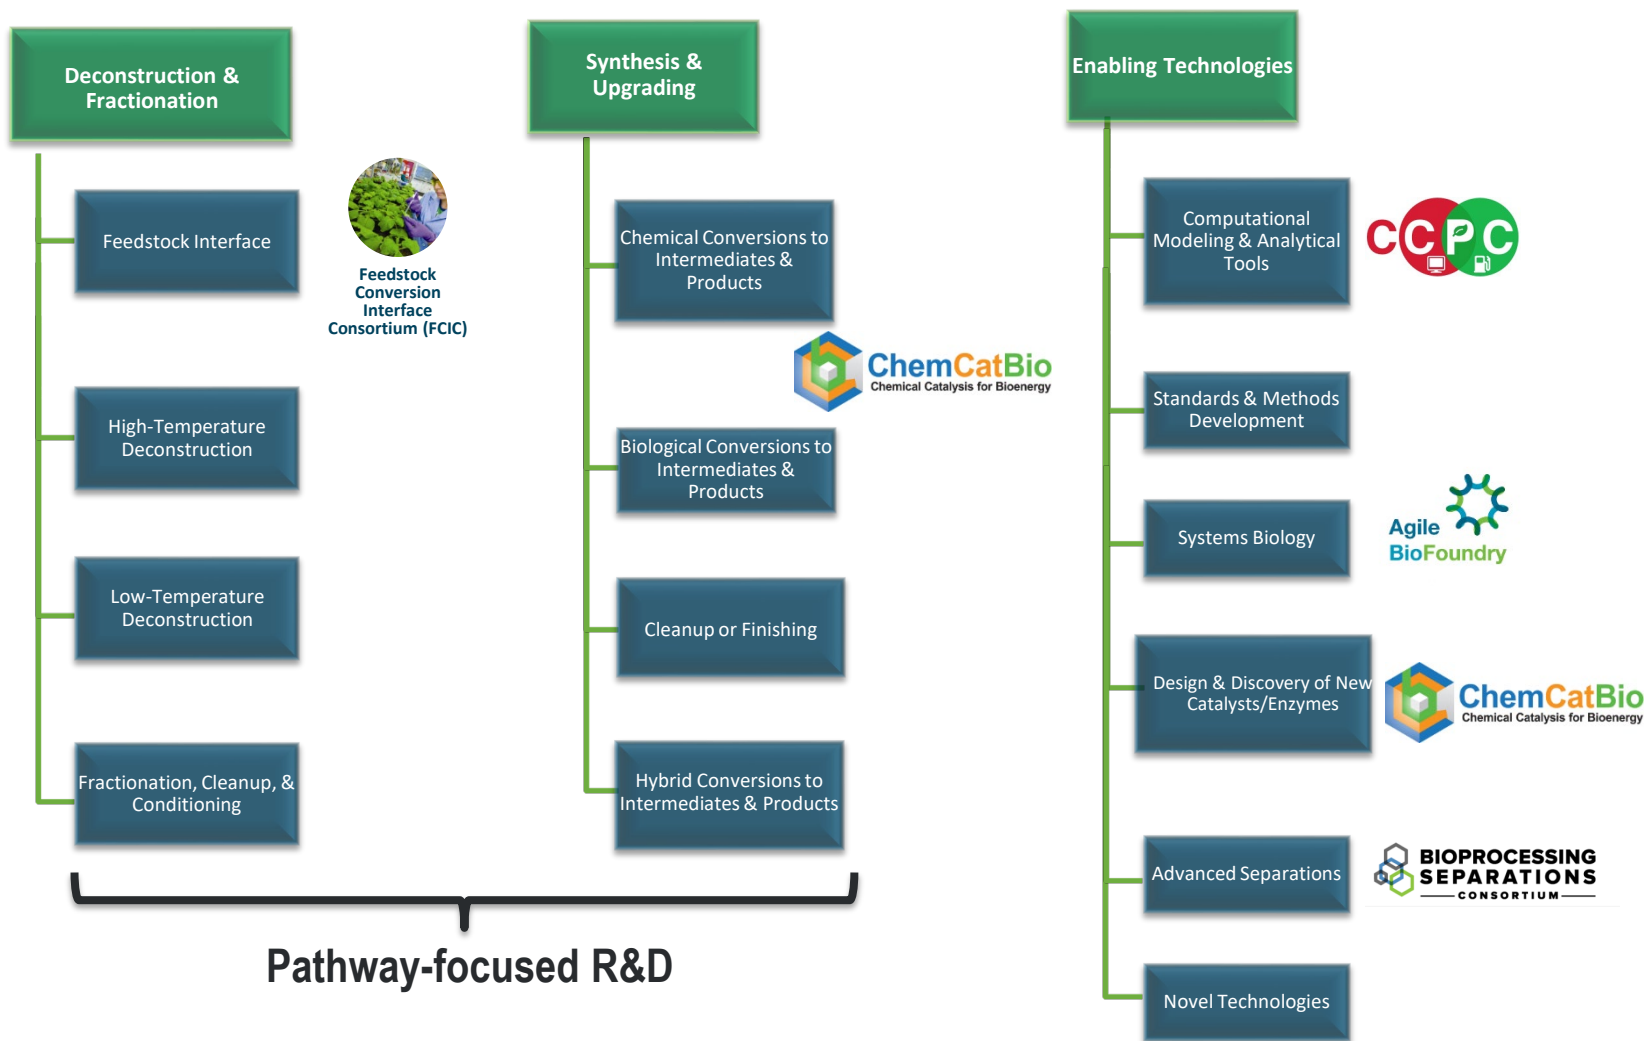 Deconstruction &
Fractionation
Feedstock Interface
Feedstock
Conversion
Interface
Consortium (FCIC)
High-Temperature
Deconstruction
Low-Temperature
Deconstruction
Fractionation, Cleanup, &
Conditioning
Synthesis &
Upgrading
Chemical Conversions to
Intermediates &
Products
ChemCatBio
Chemical Catalysis for Bioenergy
Biological Conversions to
Intermediates &
Products
Cleanup or Finishing
Hybrid Conversions to
Intermediates & Products
Pathway-focused R&D
Enabling Technologies
Computational
Modeling & Analytical
Tools
CCPC
Standards & Methods
Development
Systems Biology
Agile
BioFoundry
Design & Discovery of New
Catalysts/Enzymes
ChemCatBio
Chemical Catalysis for Bioenergy
Advanced Separations
BIOPROCESSING
SEPARATIONS
CONSORTIUM
Novel Technologies